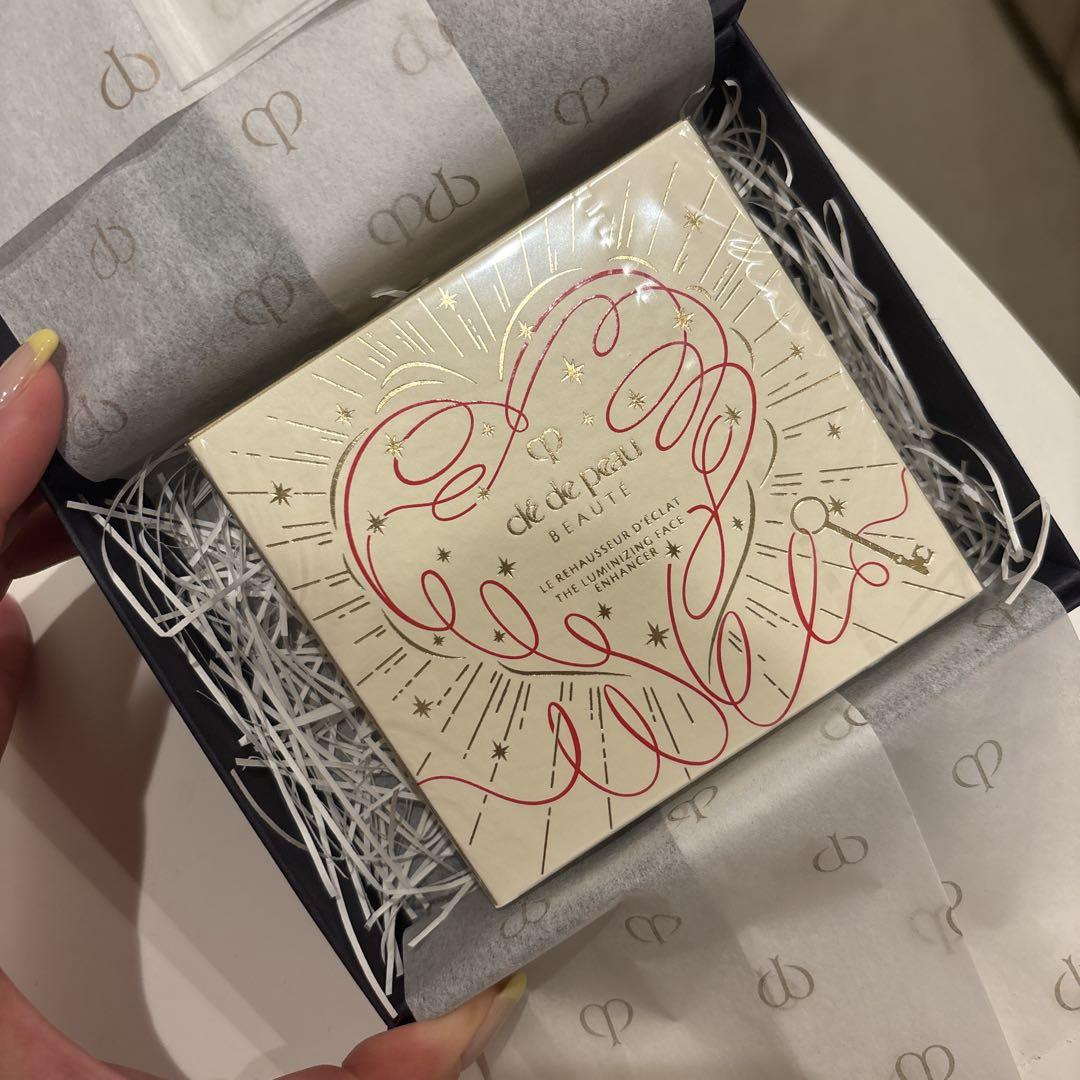 clé de peau
BEAUTÉ
LE REHAUSSEUR D'ÉCLAT
THE LUMINIZING FACE
ENHANCER